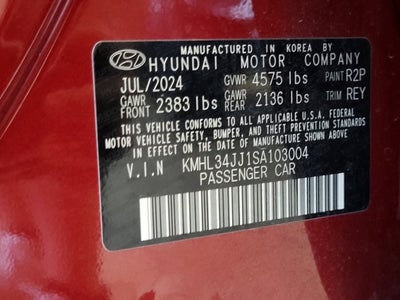 MANUFACTURED IN KOREA BY
HYUNDAI MOTOR COMPANY
JUL/2024 GVWR 4575 lbs PAINT R2P
GAWR FRONT 2383 lbs GAWR REAR 2136 lbs TRIM REY
THIS VEHICLE CONFORMS TO ALL APPLICABLE U.S.A. FEDERAL
MOTOR VEHICLE SAFETY, BUMPER, AND THEFT PREVENTION STANDARDS
IN EFFECT ON THE DATE OF MANUFACTURE SHOWN ABOVE.
V.I.N KMHL34JJ1SA103004
PASSENGER CAR